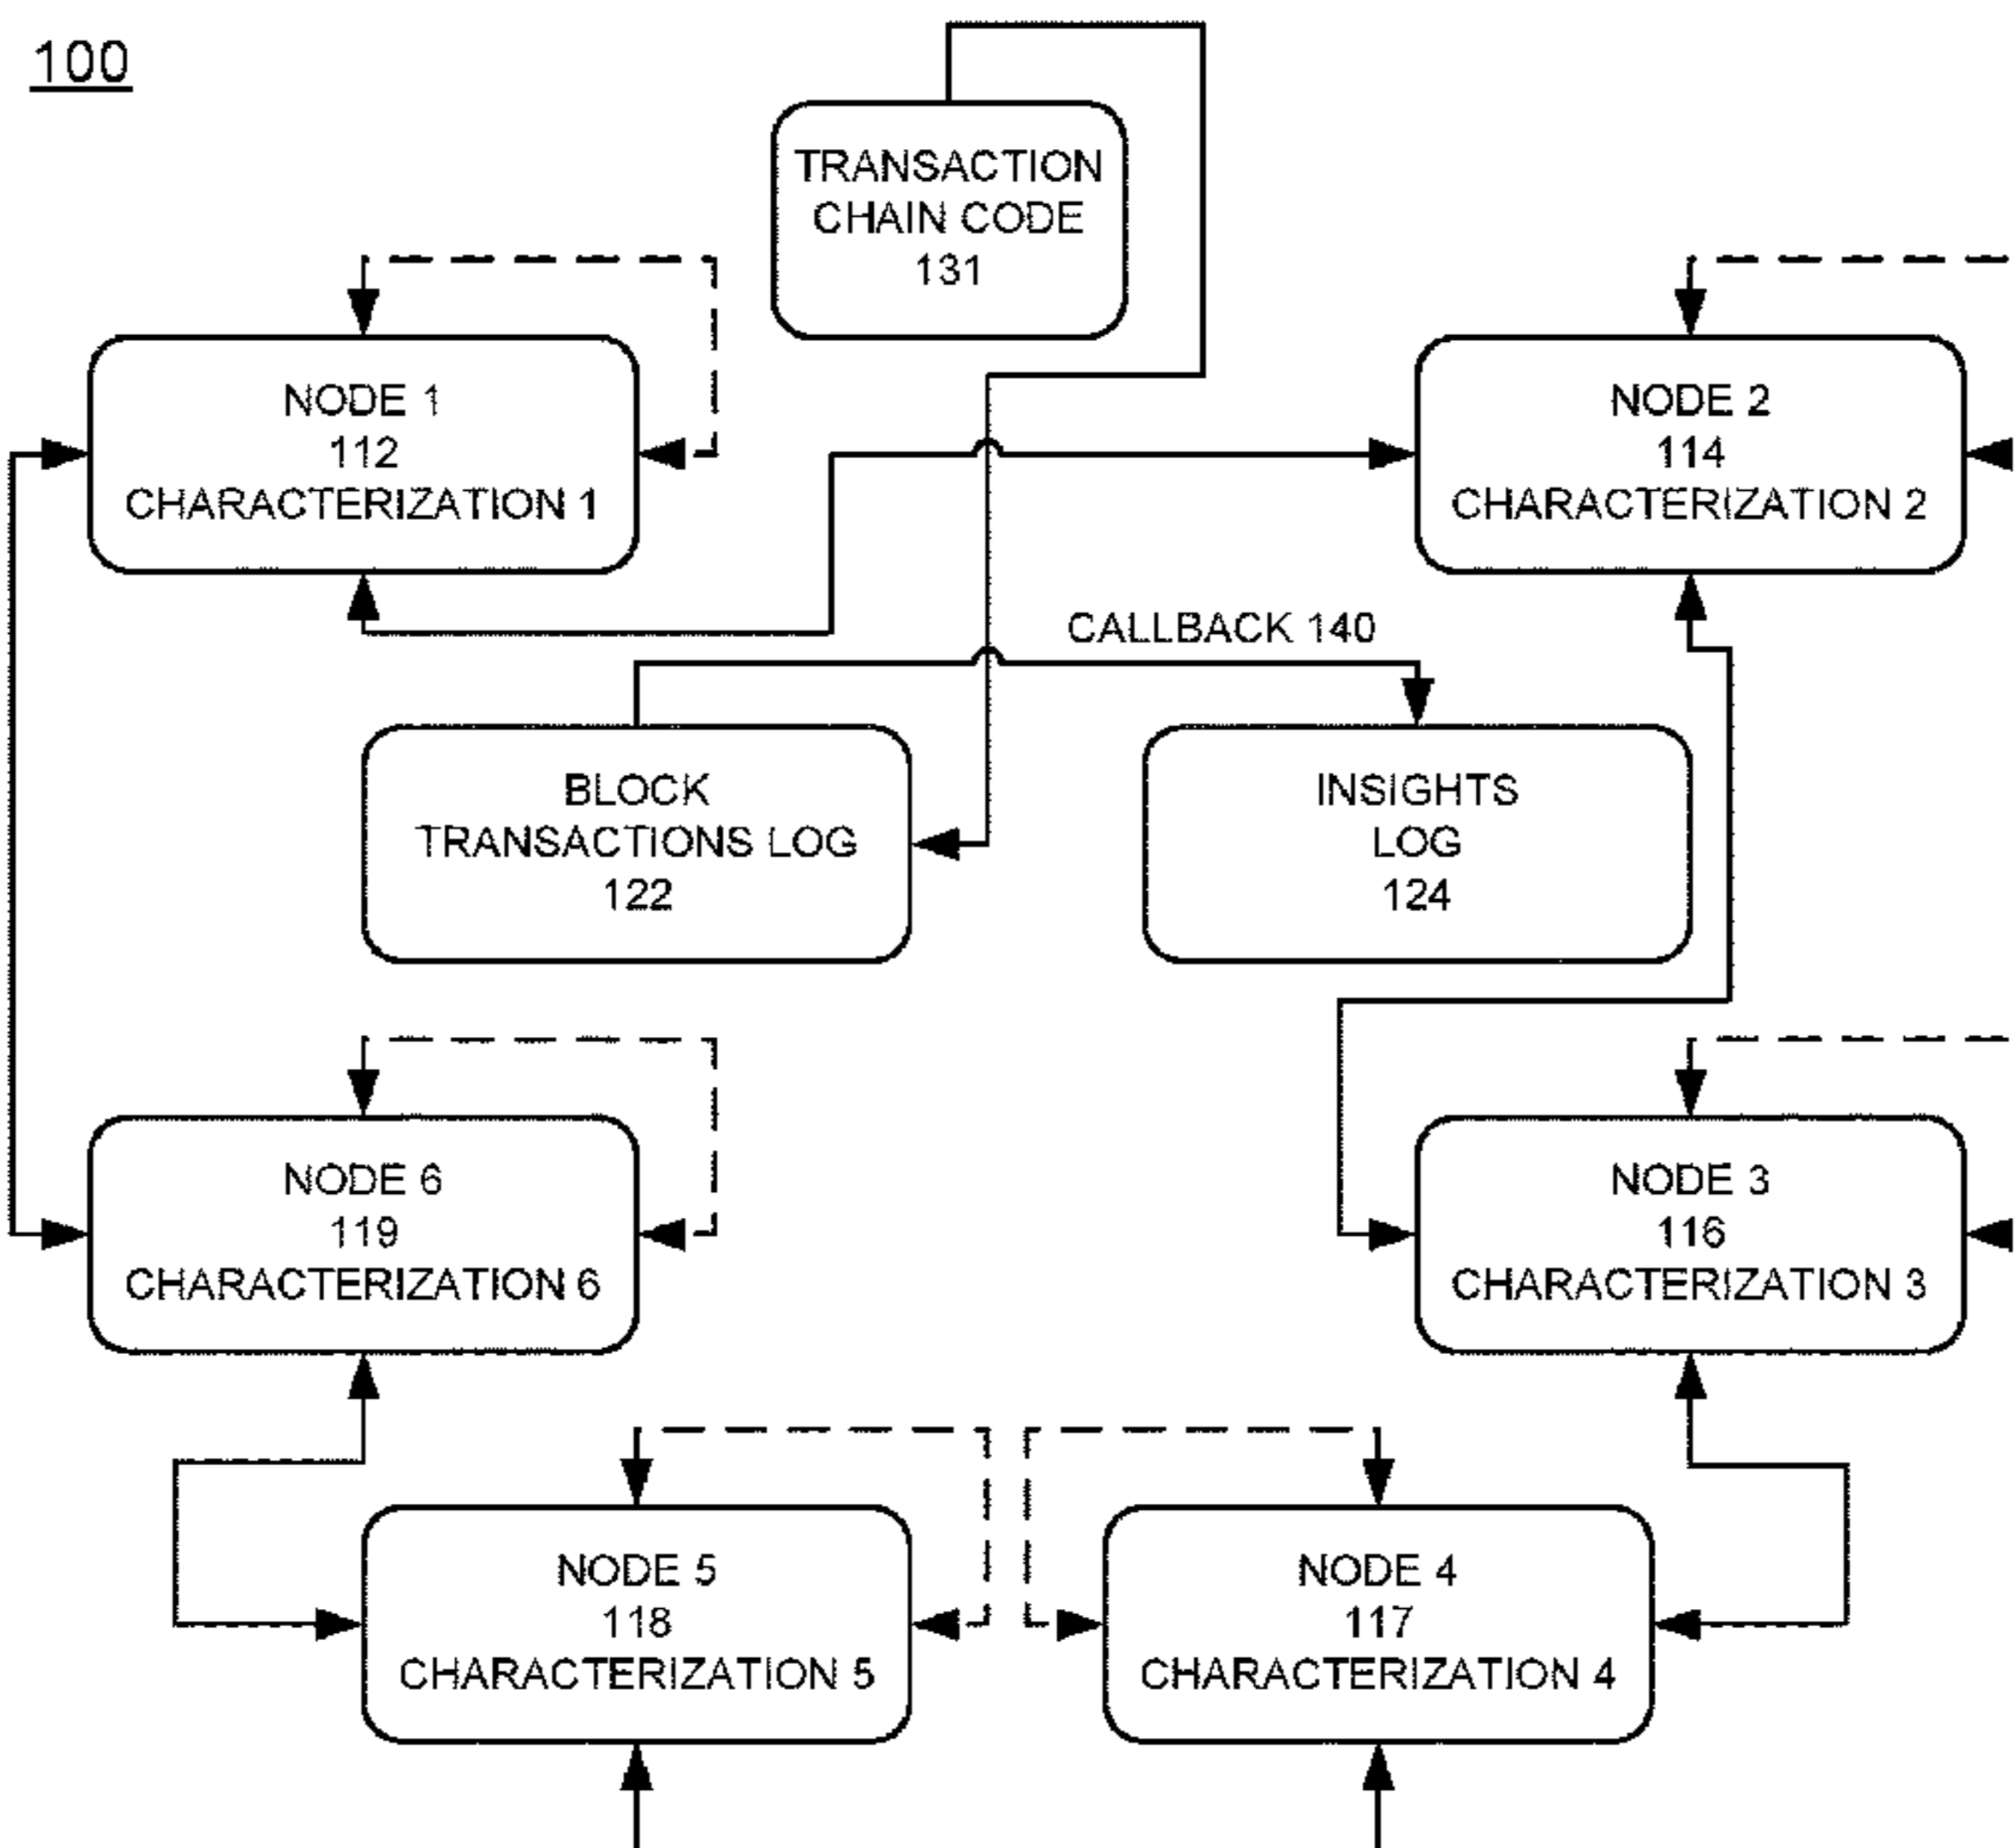 100
TRANSACTION
CHAIN CODE
131
NODE 1
112
CHARACTERIZATION 1
NODE 2
114
CHARACTERIZATION 2
CALLBACK 140
BLOCK
TRANSACTIONS LOG
122
INSIGHTS
LOG
124
NODE 6
119
CHARACTERIZATION 6
NODE 3
116
CHARACTERIZATION 3
NODE 5
118
CHARACTERIZATION 5
NODE 4
117
CHARACTERIZATION 4